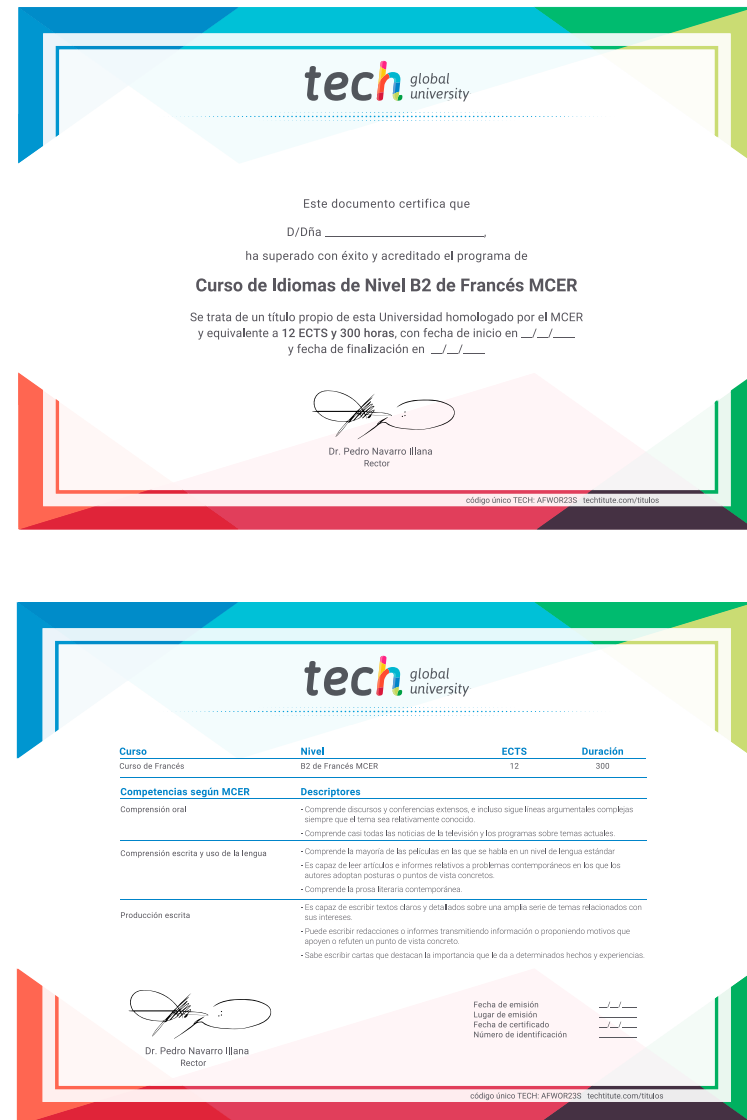 tech global university
Este documento certifica que
D/Dña ________________________,
ha superado con éxito y acreditado el programa de
Curso de Idiomas de Nivel B2 de Francés MCER
Se trata de un título propio de esta Universidad homologado por el MCER
y equivalente a 12 ECTS y 300 horas, con fecha de inicio en __/__/____
y fecha de finalización en __/__/____
Dr. Pedro Navarro Illana
Rector
código único TECH: AFWOR23S techtitute.com/titulos
tech global university
Curso Nivel ECTS Duración
Curso de Francés B2 de Francés MCER 12 300
Competencias según MCER Descriptores
Comprensión oral
- Comprende discursos y conferencias extensos, e incluso sigue líneas argumentales complejas
siempre que el tema sea relativamente conocido.
- Comprende casi todas las noticias de la televisión y los programas sobre temas actuales.
Comprensión escrita y uso de la lengua
- Comprende la mayoría de las películas en las que se habla en un nivel de lengua estándar
- Es capaz de leer artículos e informes relativos a problemas contemporáneos en los que los
autores adoptan posturas o puntos de vista concretos.
- Comprende la prosa literaria contemporánea.
Producción escrita
- Es capaz de escribir textos claros y detallados sobre una amplia serie de temas relacionados con
sus intereses.
- Puede escribir redacciones o informes transmitiendo información o proponiendo motivos que
apoyen o refuten un punto de vista concreto.
- Sabe escribir cartas que destacan la importancia que le da a determinados hechos y experiencias.
Dr. Pedro Navarro Illana
Rector
Fecha de emisión __/__/____
Lugar de emisión ________
Fecha de certificado __/__/____
Número de identificación ________
código único TECH: AFWOR23S techtitute.com/titulos